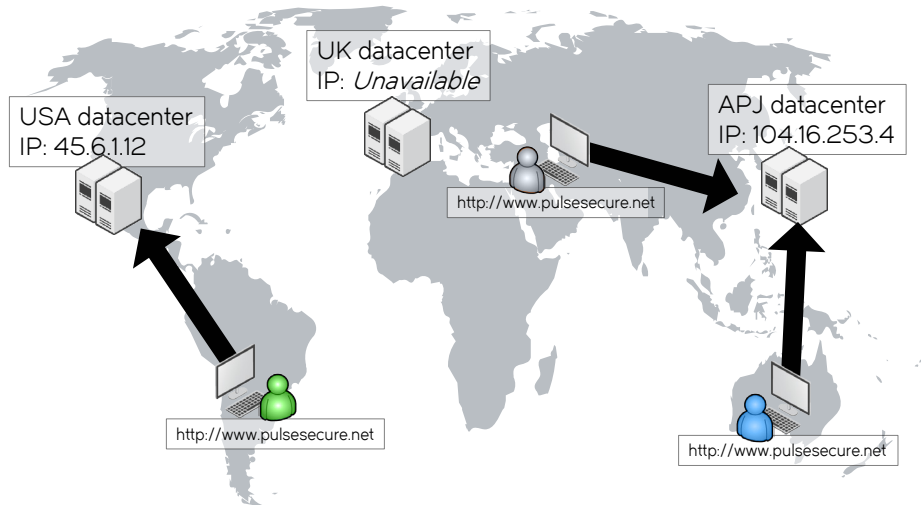 UK datacenter
IP: Unavailable
USA datacenter
IP: 45.6.1.12
APJ datacenter
IP: 104.16.253.4
http://www.pulsesecure.net
http://www.pulsesecure.net
http://www.pulsesecure.net